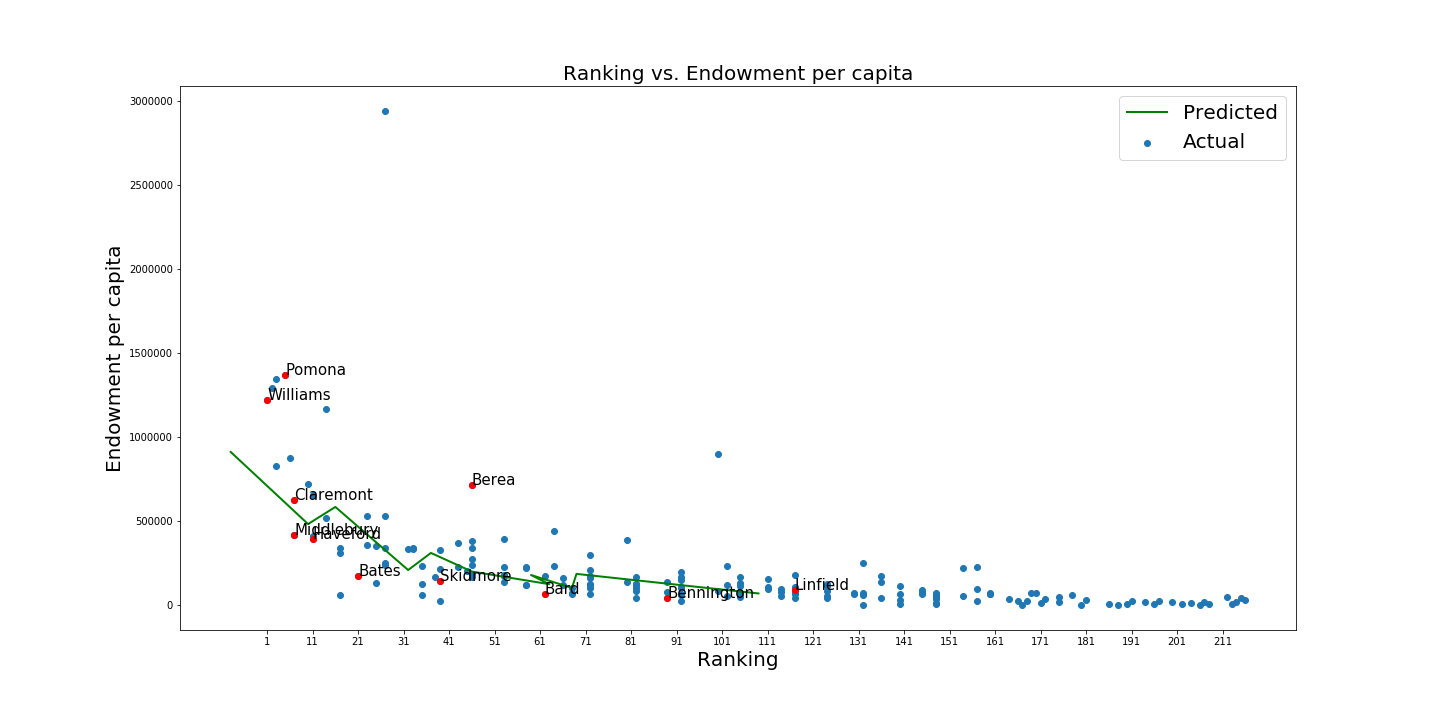 Ranking vs. Endowment per capita
Predicted
Actual
Endowment per capita
3000000
2500000
2000000
1500000
1000000
500000
0
Pomona
Williams
Berea
Claremont
Middlebury
Haverford
Bates
Skidmore
Bard
Bennington
Linfield
1 11 21 31 41 51 61 71 81 91 101 111 121 131 141 151 161 171 181 191 201 211
Ranking